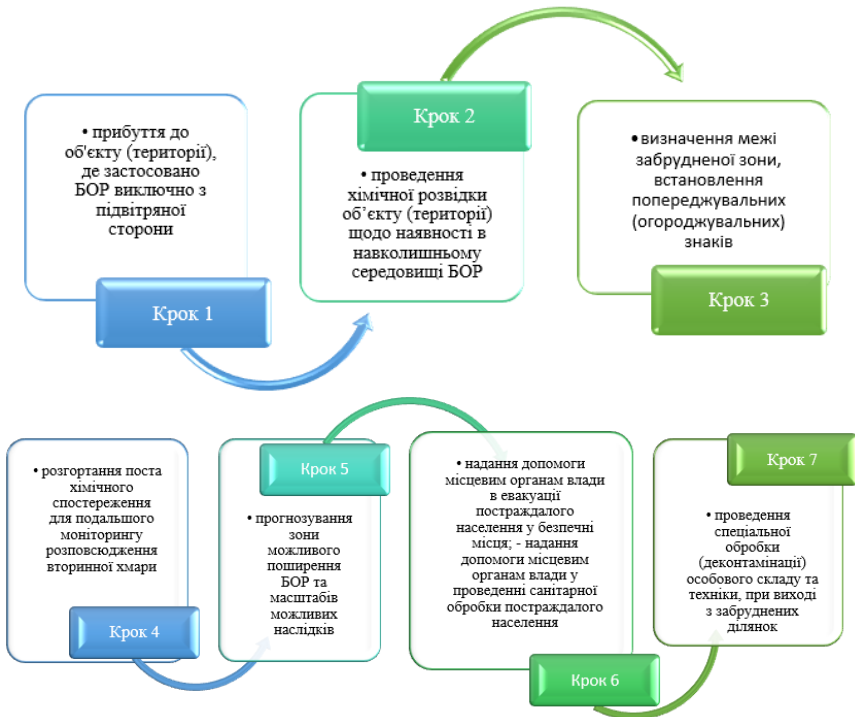 • прибуття до
об'єкту (території),
де застосовано
БОР виключно з
підвітряної
сторони
Крок 1
Крок 2
• проведення
хімічної розвідки
об’єкту (території)
щодо наявності в
навколишньому
середовищі БОР
• визначення межі
забрудненої зони,
встановлення
попереджувальних
(огороджувальних)
знаків
Крок 3
• розгортання поста
хімічного
спостереження
для подальшого
моніторингу
розповсюдження
вторинної хмари
Крок 4
Крок 5
• прогнозування
зони
можливого
поширення
БОР та
масштабів
можливих
наслідків
• надання допомоги
місцевим органам влади
в евакуації
постраждалого
населення у безпечні
місця; - надання
допомоги місцевим
органам влади у
проведенні санітарної
обробки постраждалого
населення
Крок 6
Крок 7
• проведення
спеціальної
обробки
(деконтамінації)
особового складу та
техніки, при виході
з забруднених
ділянок